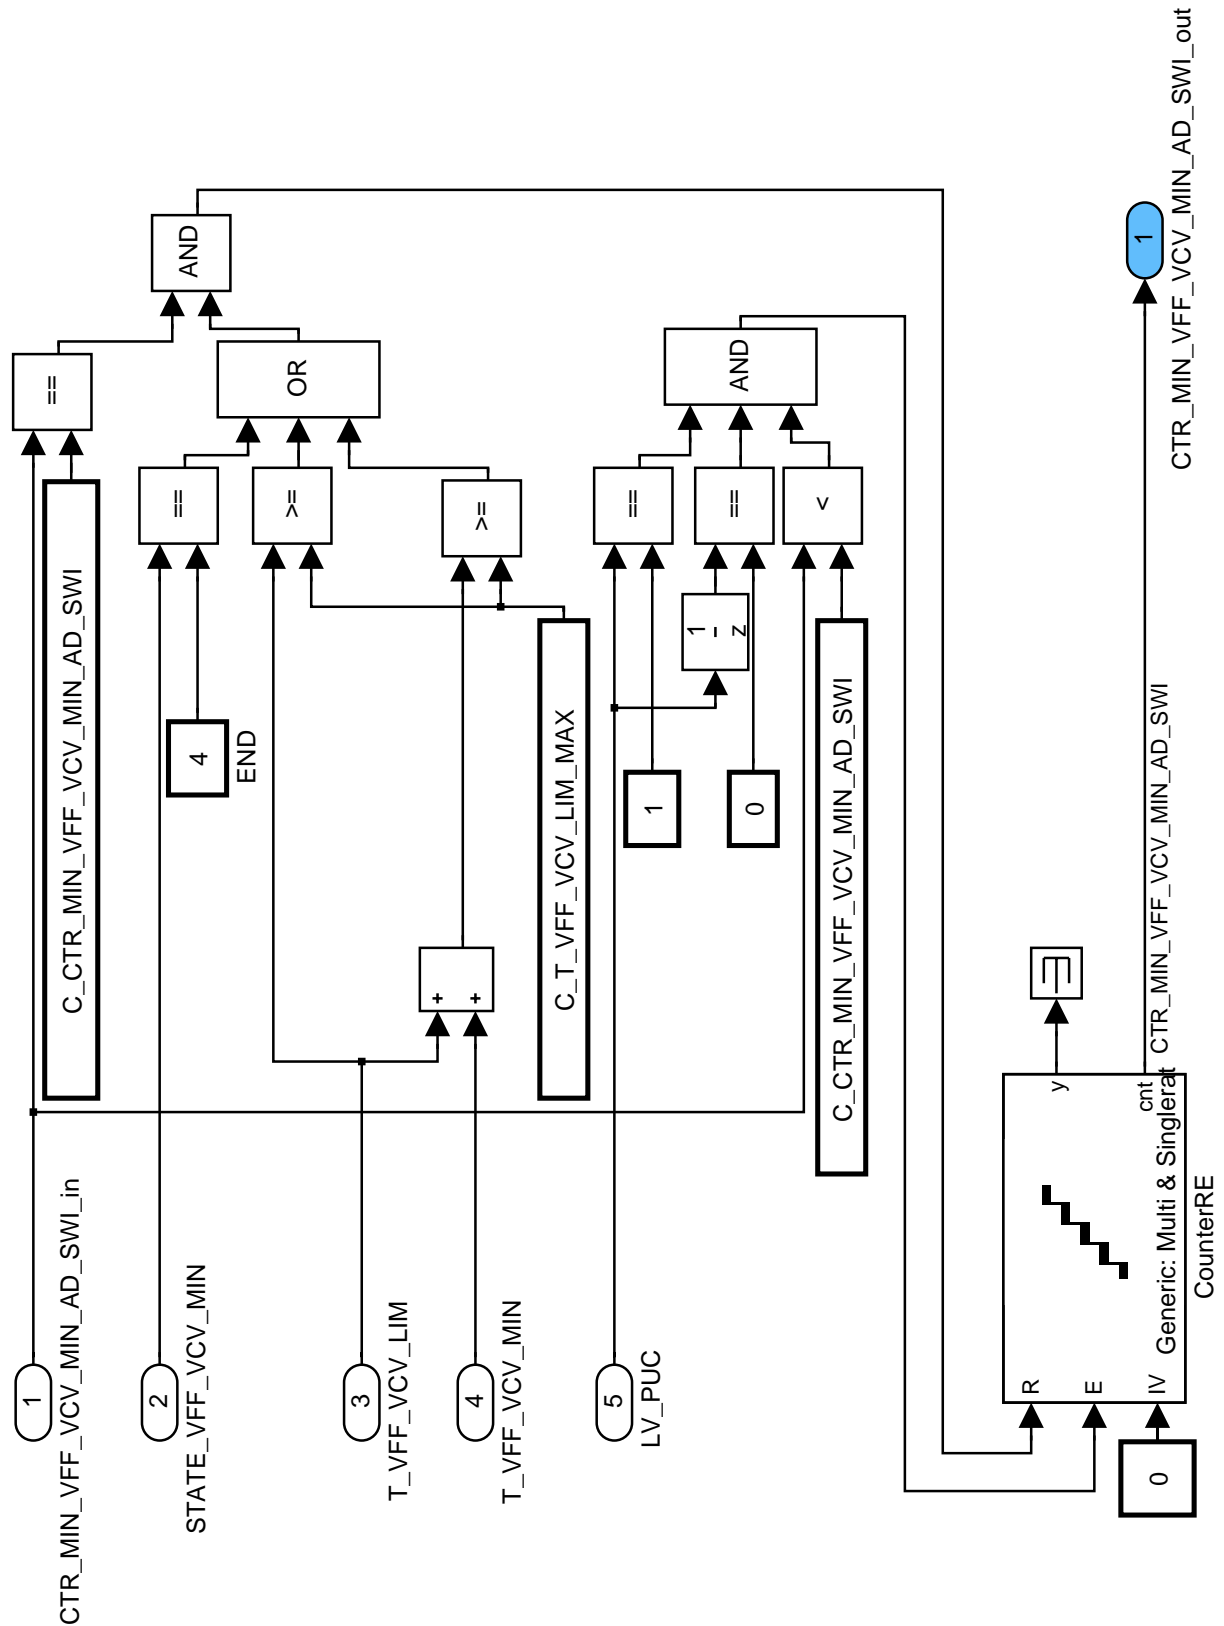 1
CTR_MIN_VFF_VCV_MIN_AD_SWI_in
C_CTR_MIN_VFF_VCV_MIN_AD_SWI
==
AND
2
STATE_VFF_VCV_MIN
4
END
==
OR
>=
3
T_VFF_VCV_LIM
4
T_VFF_VCV_MIN
+
+
>=
C_T_VFF_VCV_LIM_MAX
5
LV_PUC
1
==
AND
0
1
-
z
==
<
C_CTR_MIN_VFF_VCV_MIN_AD_SWI
0
R
E
IV
y
cnt
Generic: Multi & Singlerat
CounterRE
CTR_MIN_VFF_VCV_MIN_AD_SWI
1
CTR_MIN_VFF_VCV_MIN_AD_SWI_out